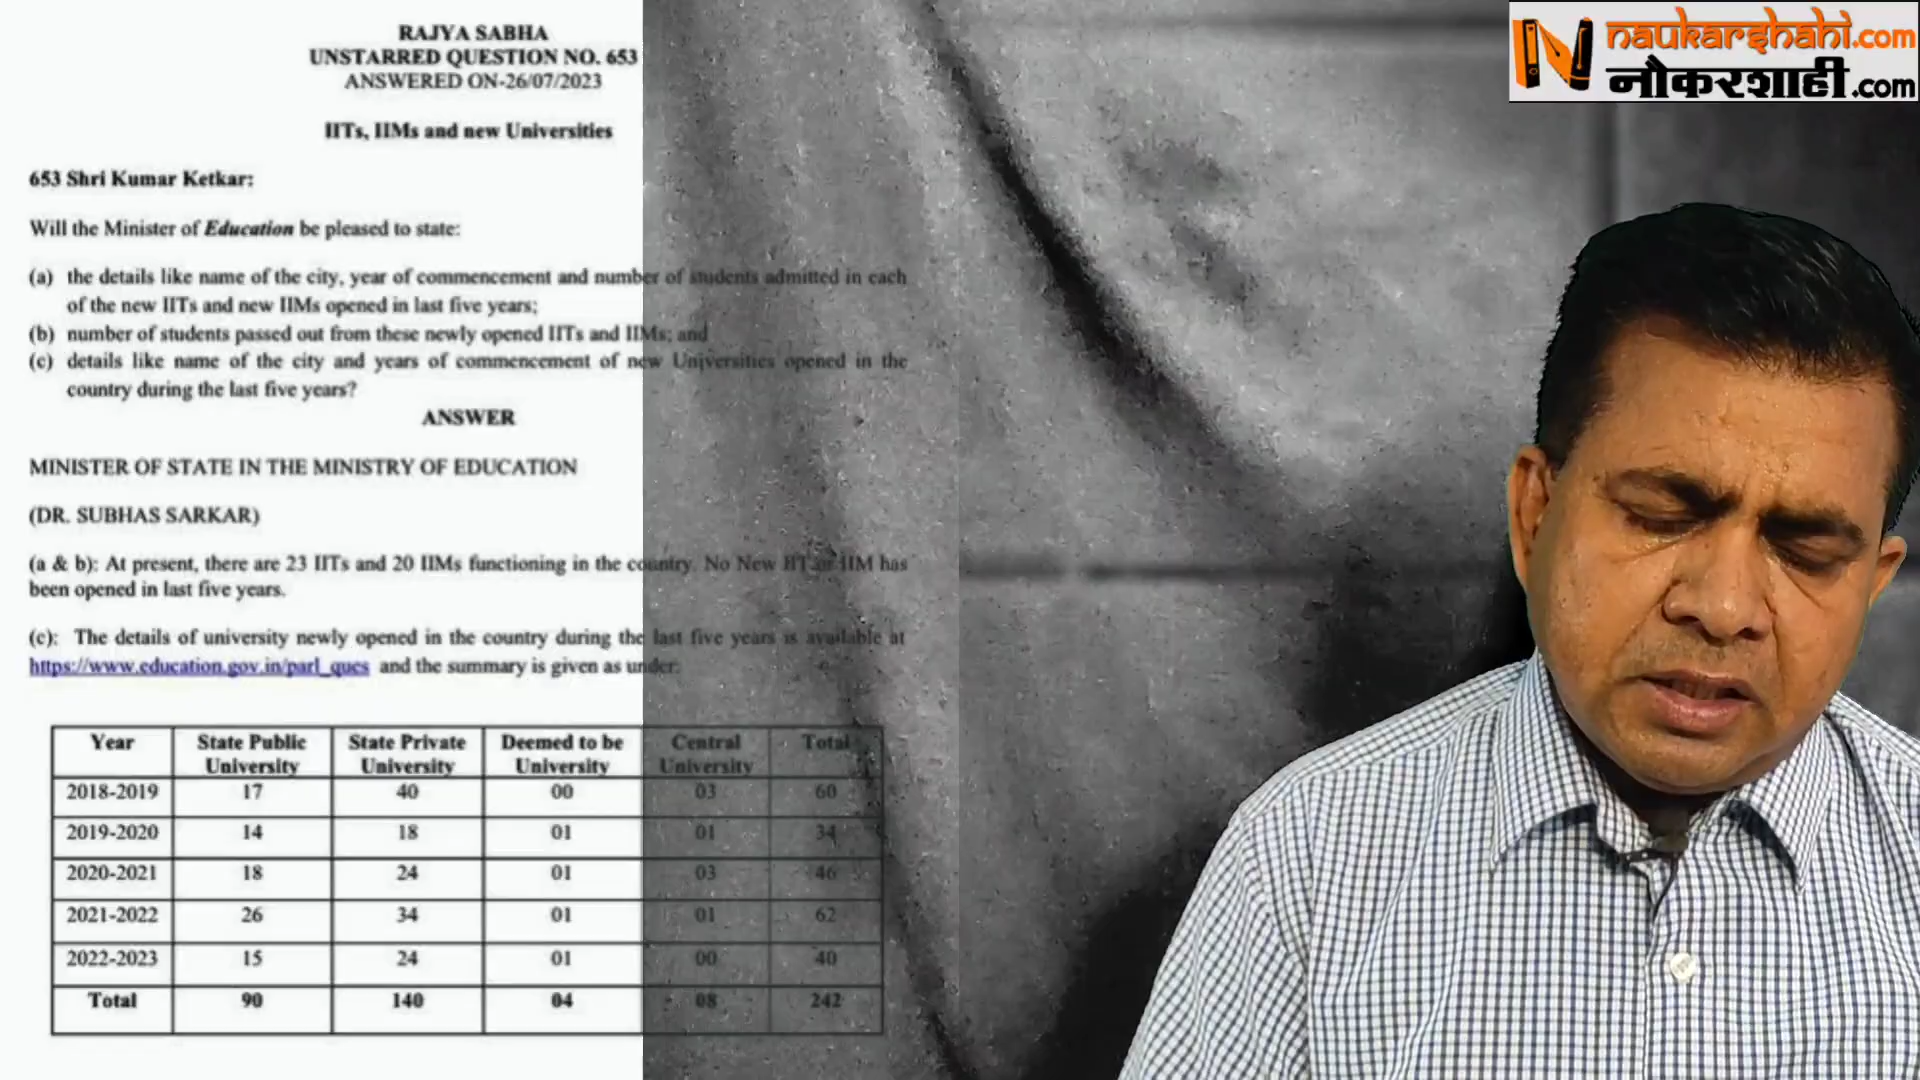 RAJYA SABHA
UNSTARRED QUESTION NO. 653
ANSWERED ON-26/07/2023
IITs, IIMs and new Universities
653 Shri Kumar Ketkar:
Will the Minister of Education be pleased to state:
(a) the details like name of the city, year of commencement and number of students admitted in each
of the new IITs and new IIMs opened in last five years;
(b) number of students passed out from these newly opened IITs and IIMs; and
(c) details like name of the city and years of commencement of new Universities opened in the
country during the last five years?
ANSWER
MINISTER OF STATE IN THE MINISTRY OF EDUCATION
(DR. SUBHAS SARKAR)
(a & b): At present, there are 23 IITs and 20 IIMs functioning in the country. No New IIT or IIM has
been opened in last five years.
(c): The details of university newly opened in the country during the last five years is available at
https://www.education.gov.in/parl_ques and the summary is given as under:
Year State Public University State Private University Deemed to be University Central University Total
2018-2019 17 40 00 03 60
2019-2020 14 18 01 01 34
2020-2021 18 24 01 03 46
2021-2022 26 34 01 01 62
2022-2023 15 24 01 00 40
Total 90 140 04 08 242
naukarshahi.com
नौकरशाही.com